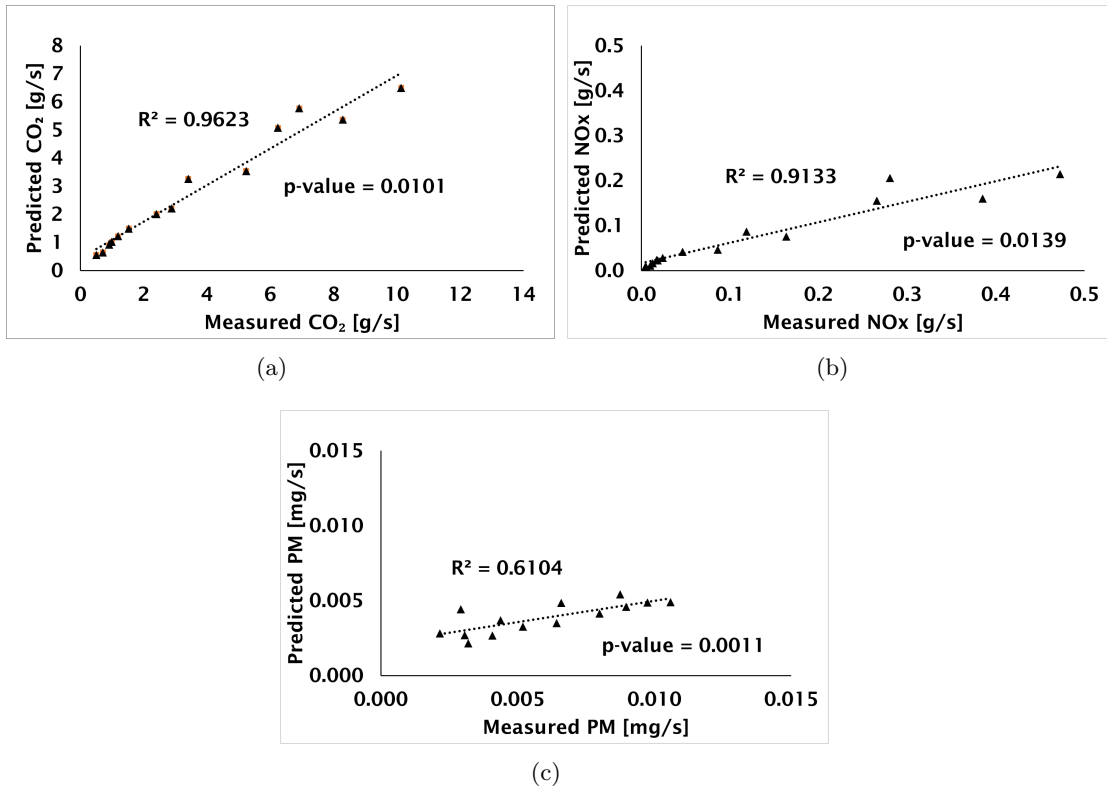 Predicted CO₂ [g/s]
8
7
6
5
4
3
2
1
0
R² = 0.9623
p-value = 0.0101
0 2 4 6 8 10 12 14
Measured CO₂ [g/s]
(a)
Predicted NOx [g/s]
0.5
0.4
0.3
0.2
0.1
0.0
R² = 0.9133
p-value = 0.0139
0.0 0.1 0.2 0.3 0.4 0.5
Measured NOx [g/s]
(b)
Predicted PM [mg/s]
0.015
0.010
0.005
0.000
R² = 0.6104
p-value = 0.0011
0.000 0.005 0.010 0.015
Measured PM [mg/s]
(c)